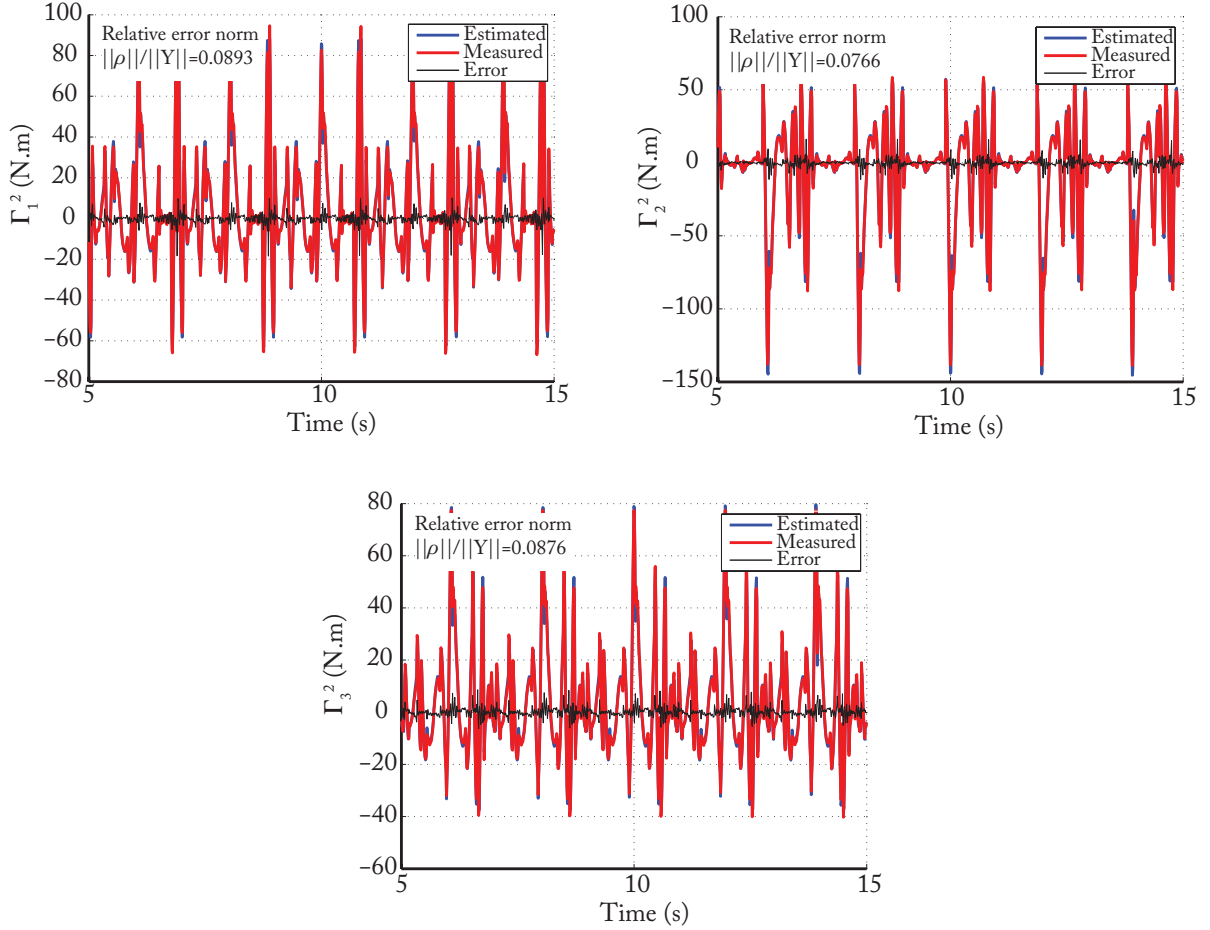 Relative error norm
||ρ||/||Y||=0.0893
Estimated
Measured
Error
100
80
60
40
20
0
−20
−40
−60
−80
Γ₁² (N.m)
5
10
15
Time (s)
Relative error norm
||ρ||/||Y||=0.0766
Estimated
Measured
Error
100
50
0
−50
−100
−150
Γ₂² (N.m)
5
10
15
Time (s)
Relative error norm
||ρ||/||Y||=0.0876
Estimated
Measured
Error
80
60
40
20
0
−20
−40
−60
Γ₃² (N.m)
5
10
15
Time (s)